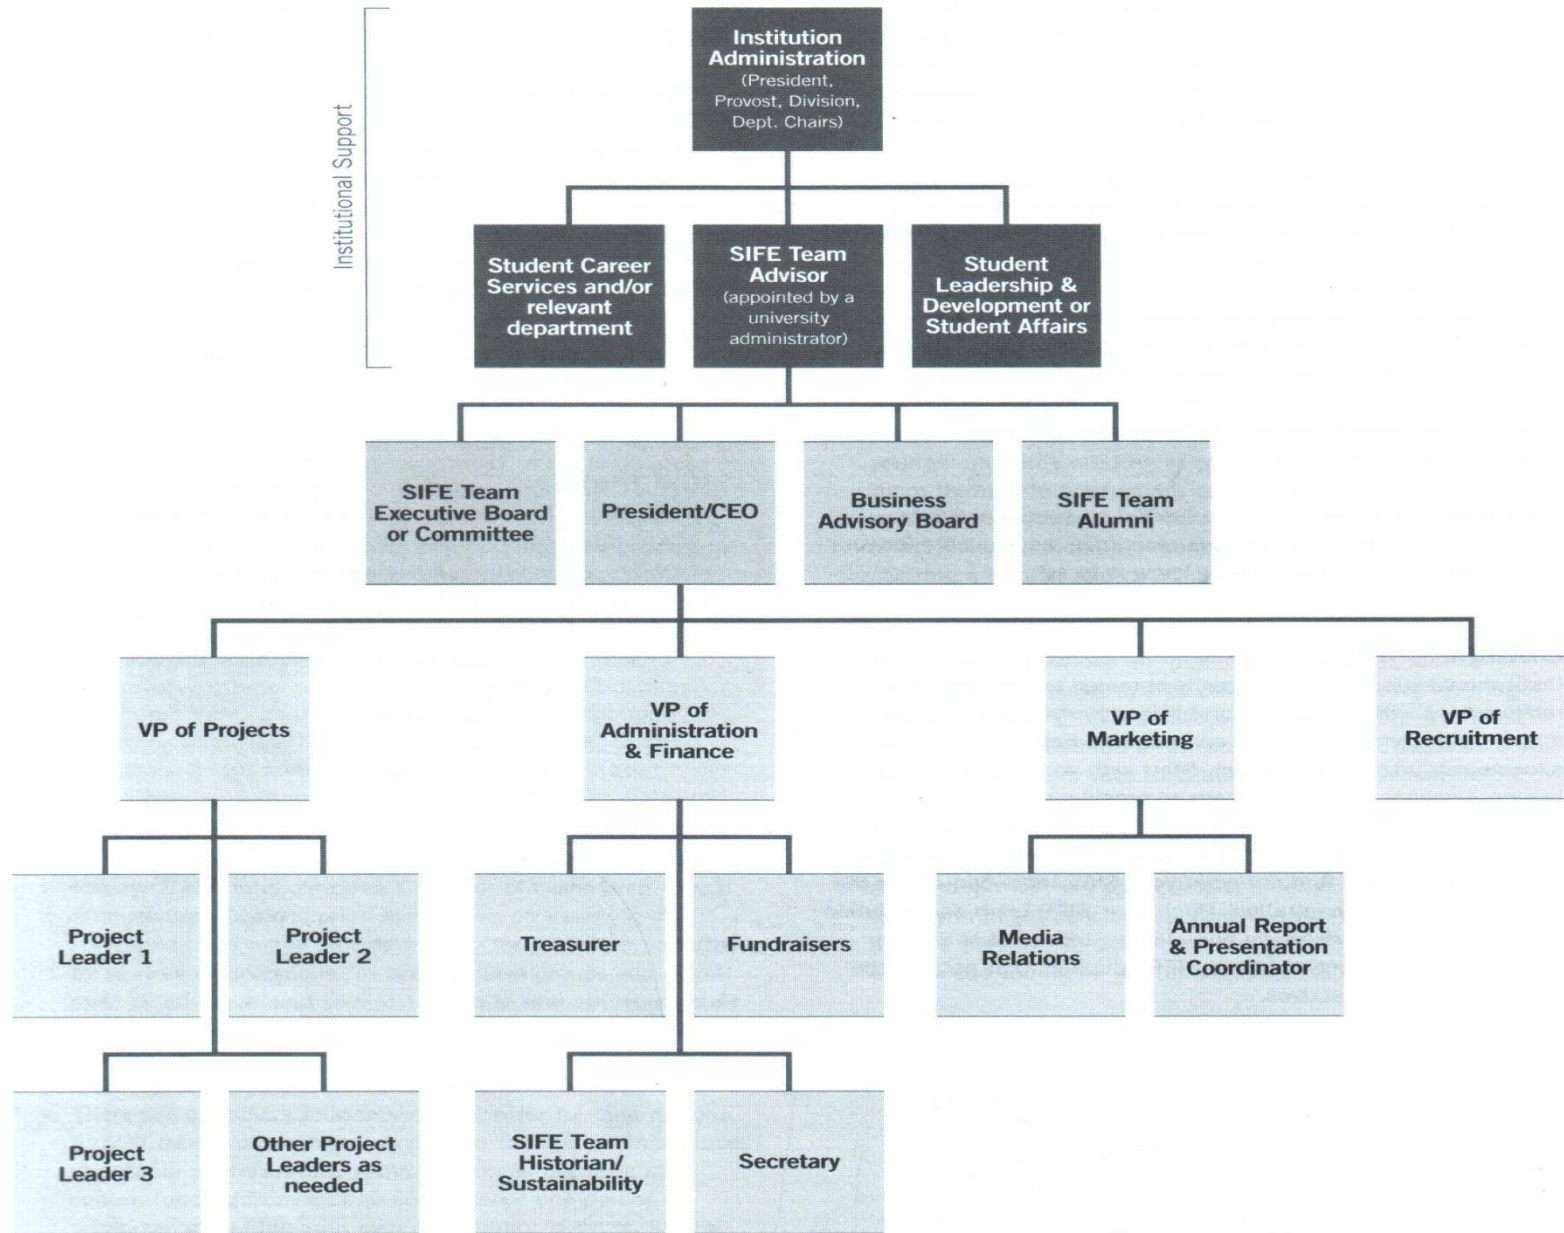 Institutional Support
Institution
Administration
(President,
Provost, Division,
Dept. Chairs)
Student Career
Services and/or
relevant
department
SIFE Team
Advisor
(appointed by a
university
administrator)
Student
Leadership &
Development or
Student Affairs
SIFE Team
Executive Board
or Committee
President/CEO
Business
Advisory Board
SIFE Team
Alumni
VP of Projects
VP of
Administration
& Finance
VP of
Marketing
VP of
Recruitment
Project
Leader 1
Project
Leader 2
Treasurer
Fundraisers
Media
Relations
Annual Report
& Presentation
Coordinator
Project
Leader 3
Other Project
Leaders as
needed
SIFE Team
Historian/
Sustainability
Secretary